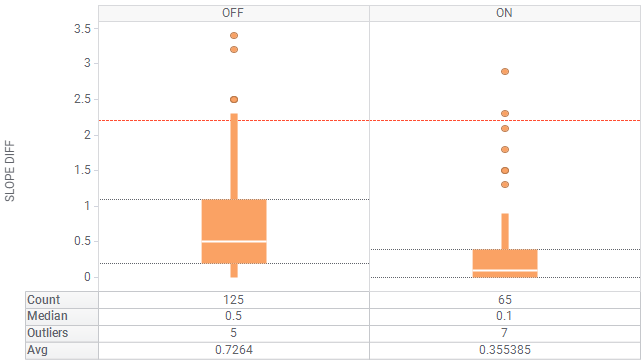 OFF ON
3.5
3
2.5
2
1.5
1
0.5
0
SLOPE DIFF
Count 125 65
Median 0.5 0.1
Outliers 5 7
Avg 0.7264 0.355385